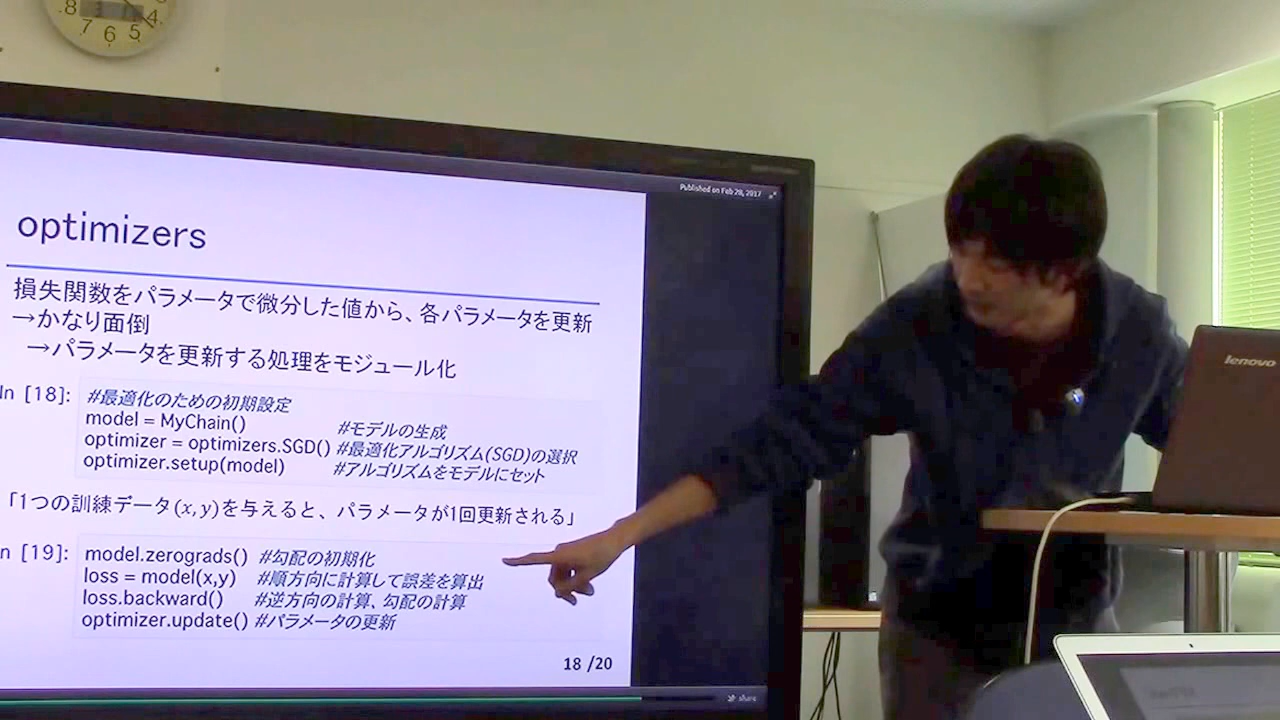 8 4
7 6 5
Published on Feb 28, 2017
optimizers
損失関数をパラメータで微分した値から、各パラメータを更新
→かなり面倒
→パラメータを更新する処理をモジュール化
In [18]: #最適化のための初期設定
model = MyChain() #モデルの生成
optimizer = optimizers.SGD() #最適化アルゴリズム(SGD)の選択
optimizer.setup(model) #アルゴリズムをモデルにセット
「1つの訓練データ(x,y)を与えると、パラメータが1回更新される」
n [19]: model.zerograds() #勾配の初期化
loss = model(x,y) #順方向に計算して誤差を算出
loss.backward() #逆方向の計算、勾配の計算
optimizer.update() #パラメータの更新
18 /20
share
lenovo